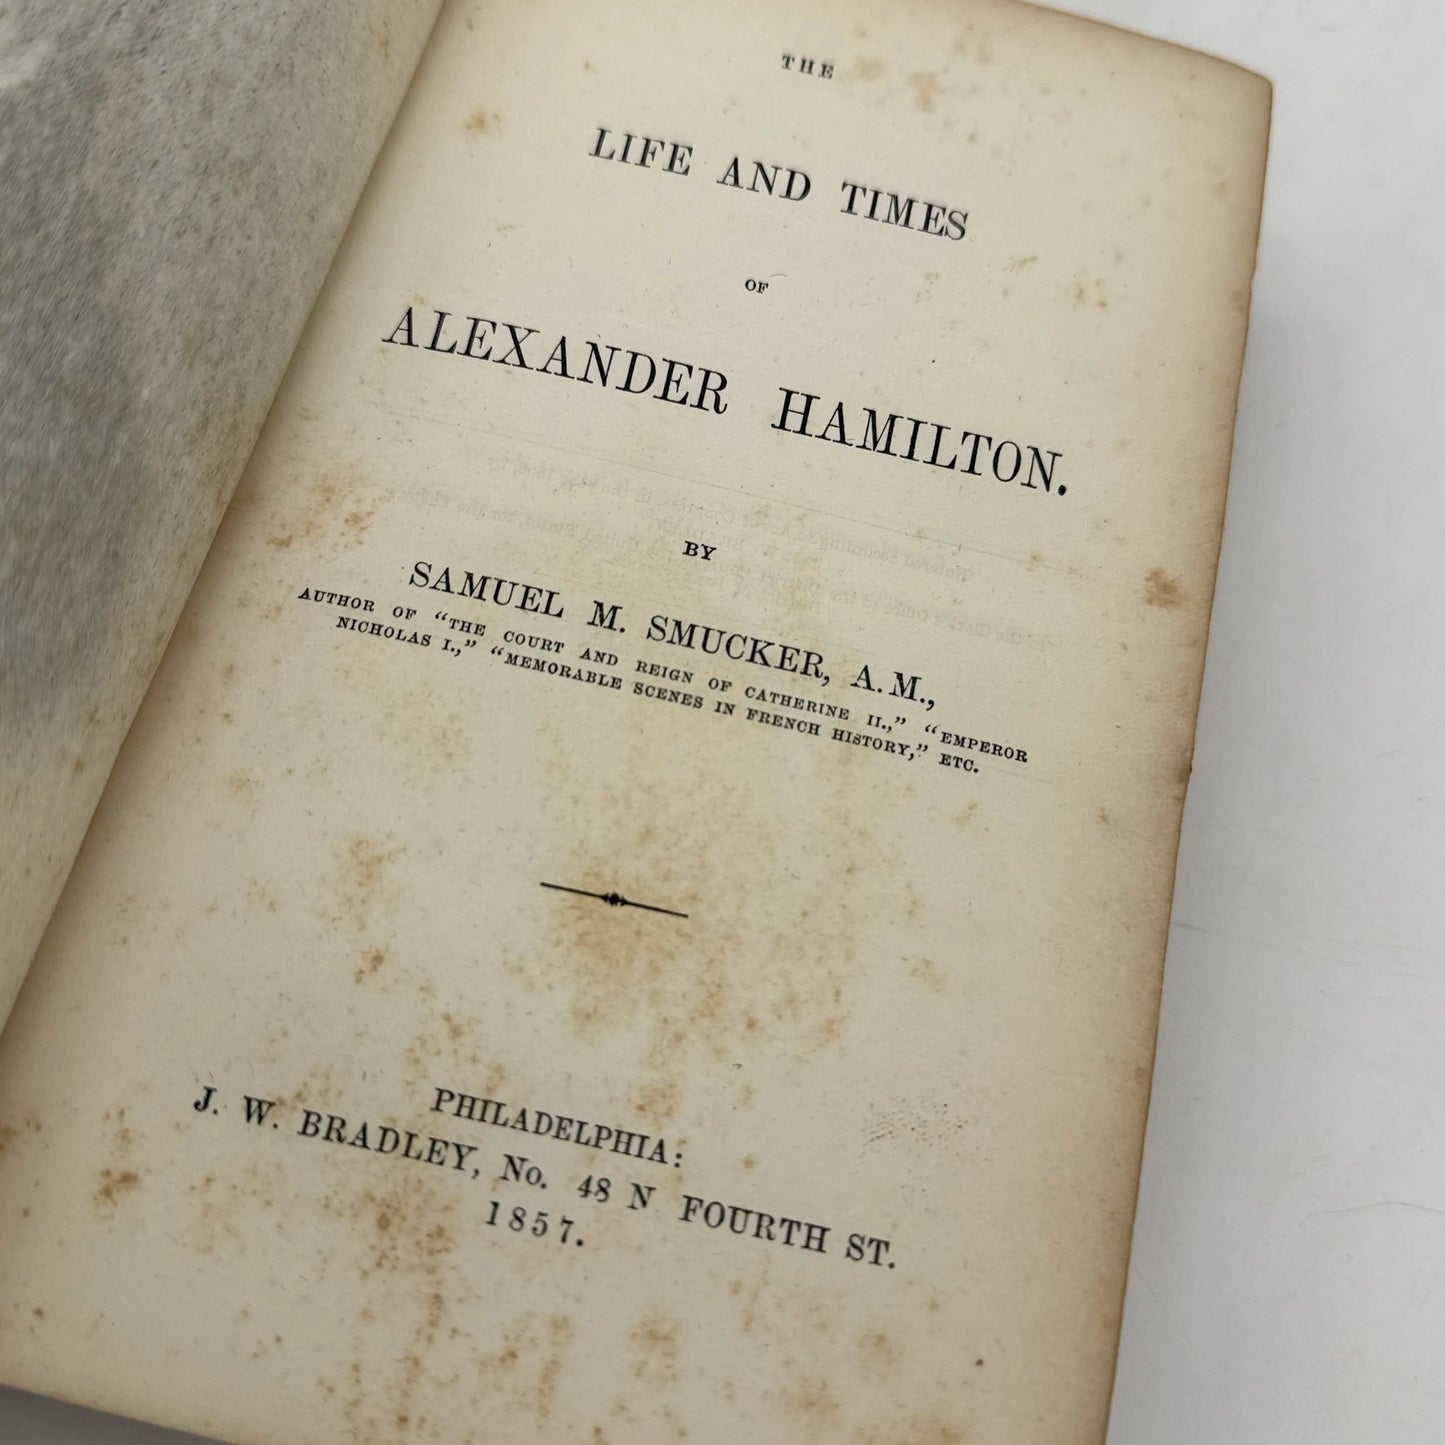 THE
LIFE AND TIMES
OF
ALEXANDER HAMILTON.
BY
SAMUEL M. SMUCKER, A. M.,
AUTHOR OF “THE COURT AND REIGN OF CATHERINE II.,” “EMPEROR
NICHOLAS I.,” “MEMORABLE SCENES IN FRENCH HISTORY,” ETC.
PHILADELPHIA:
J. W. BRADLEY, No. 48 N FOURTH ST.
1857.